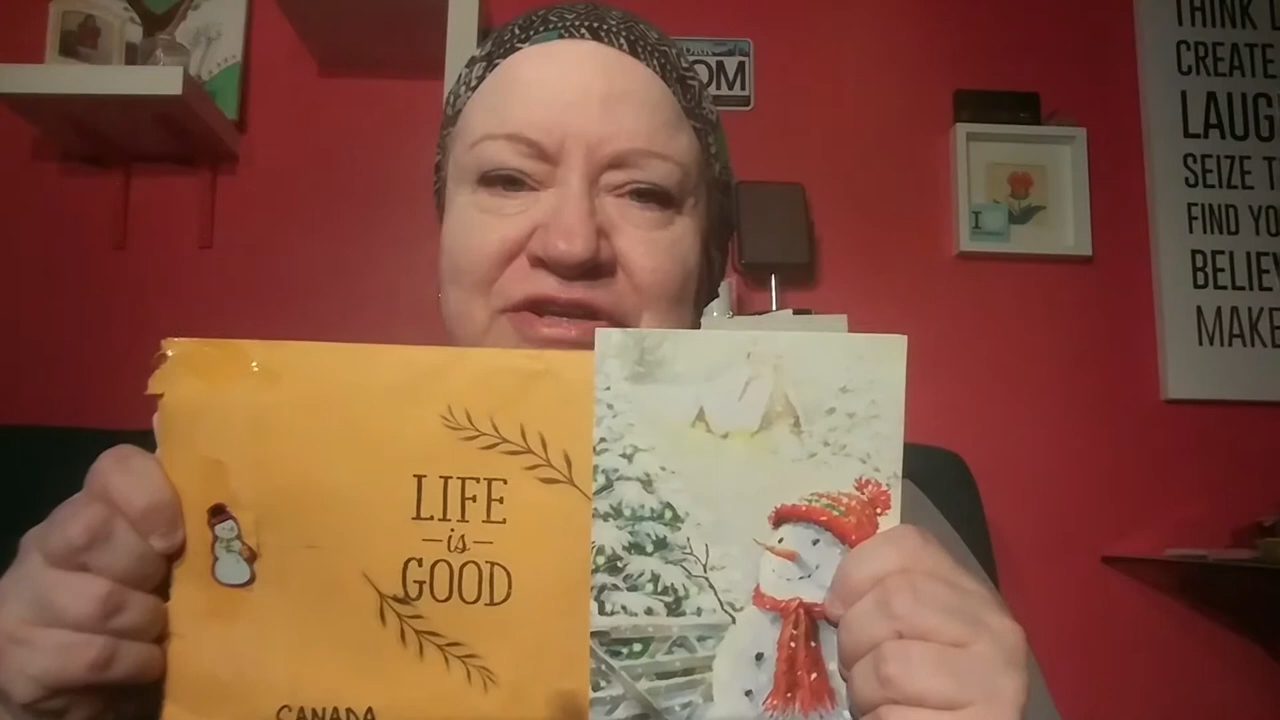 OM
THINK
CREATE
LAUG
SEIZE T
FIND YO
BELIEV
MAKE
I
LIFE
is
GOOD
CANADA